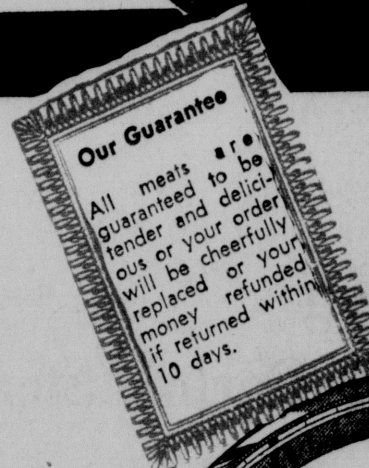 Our Guarantee
All meats are
guaranteed to be
tender and delici-
ous or your order
will be cheerfully
replaced or your
money refunded
if returned within
10 days.